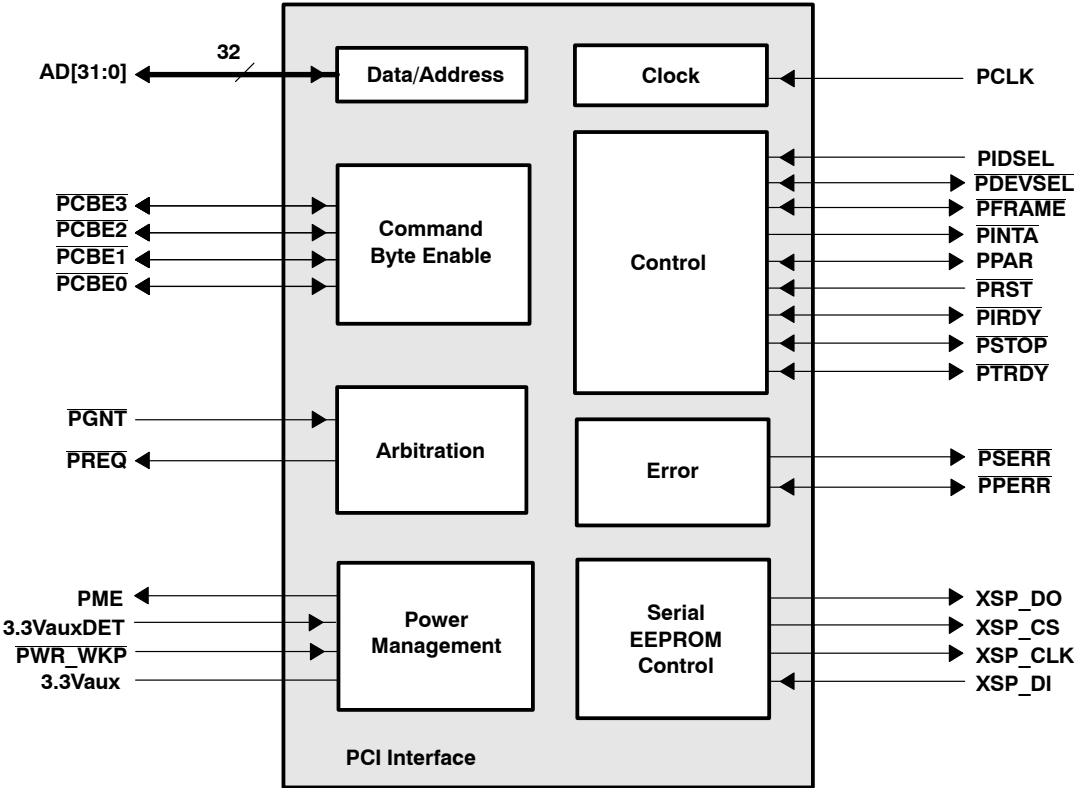 32
AD[31:0]
Data/Address
Clock
PCLK
PCBE3
PCBE2
PCBE1
PCBE0
Command
Byte Enable
Control
PIDSEL
PDEVSEL
PFRAME
PINTA
PPAR
PRST
PIRDY
PSTOP
PTRDY
PGNT
PREQ
Arbitration
Error
PSERR
PPERR
PME
3.3VauxDET
PWR_WKP
3.3Vaux
Power
Management
Serial
EEPROM
Control
XSP_DO
XSP_CS
XSP_CLK
XSP_DI
PCI Interface